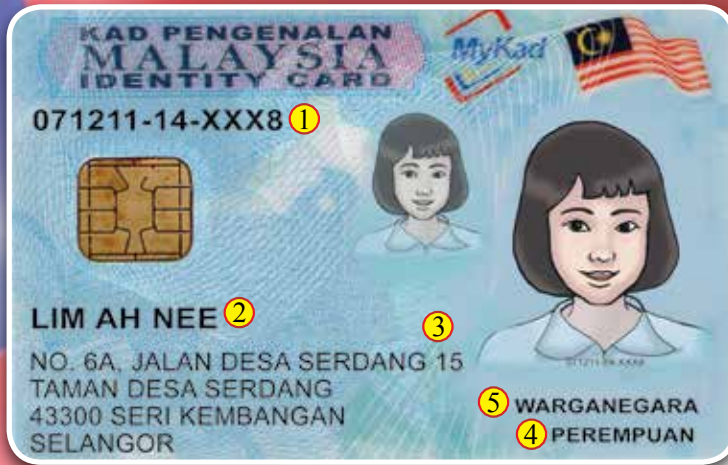 KAD PENGENALAN
MALAYSIA
IDENTITY CARD
MyKad
071211-14-XXX8 1
LIM AH NEE 2
3
NO. 6A, JALAN DESA SERDANG 15
TAMAN DESA SERDANG
43300 SERI KEMBANGAN
SELANGOR
5 WARGANEGARA
4 PEREMPUAN